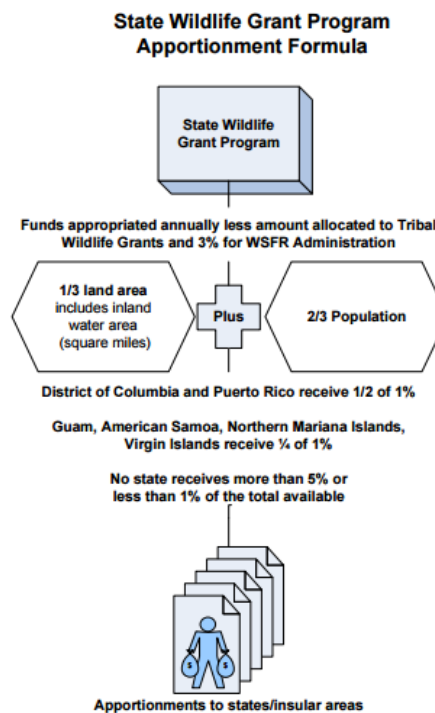 State Wildlife Grant Program
Apportionment Formula
State Wildlife
Grant Program
Funds appropriated annually less amount allocated to Tribal
Wildlife Grants and 3% for WSFR Administration
1/3 land area
includes inland
water area
(square miles)
Plus
2/3 Population
District of Columbia and Puerto Rico receive 1/2 of 1%
Guam, American Samoa, Northern Mariana Islands,
Virgin Islands receive ¼ of 1%
No state receives more than 5% or
less than 1% of the total available
$ $
Apportionments to states/insular areas